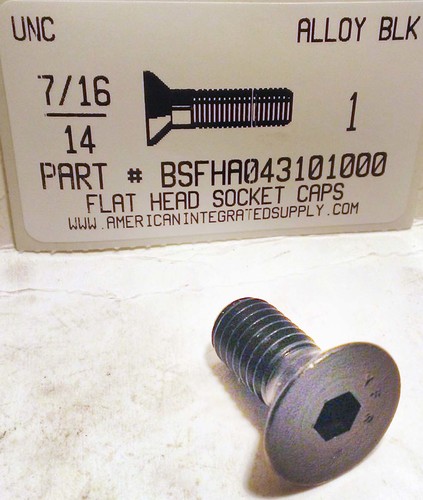 UNC ALLOY BLK
7/16
14
1
PART # BSFHA043101000
FLAT HEAD SOCKET CAPS
WWW.AMERICANINTEGRATEDSUPPLY.COM